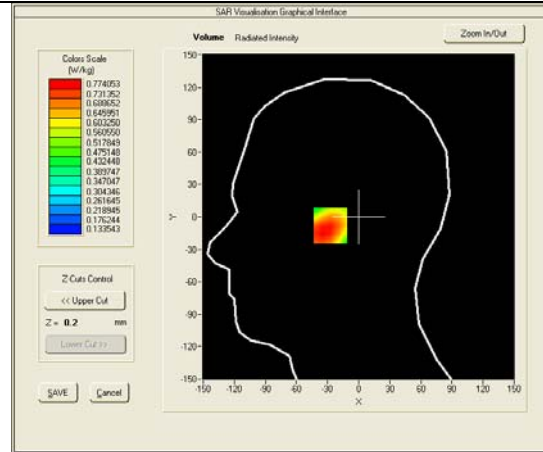 SAR Visualisation Graphical Interface
Volume Radiated Intensity
Zoom In/Out
Colors Scale
(W/kg)
0.774053
0.731352
0.688652
0.645951
0.603250
0.560550
0.517849
0.475148
0.432448
0.389747
0.347047
0.304346
0.261645
0.218945
0.176244
0.133543
Z Cuts Control
<< Upper Cut
Z = 0.2 mm
Lower Cut >>
SAVE Cancel
150
120
90
60
30
0
-30
-60
-90
-120
-150
Y
-150 -120 -90 -60 -30 0 30 60 90 120 150
X